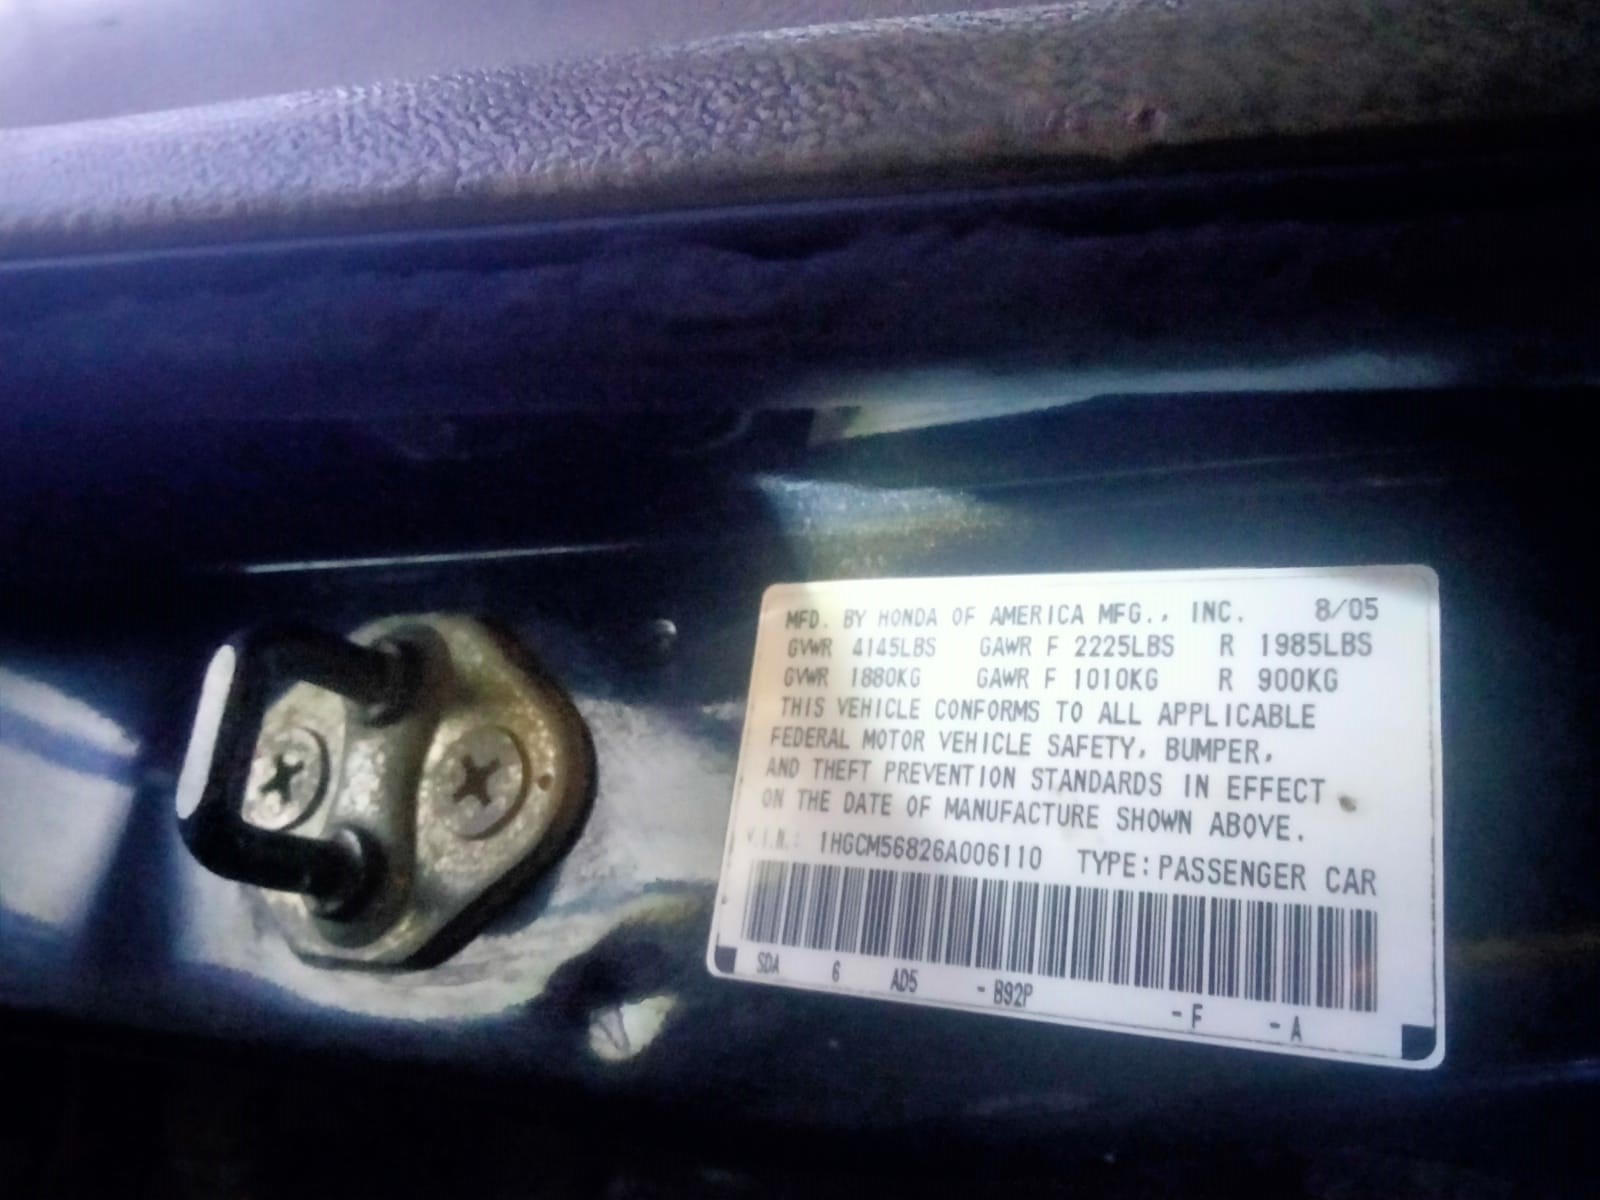 MFD. BY HONDA OF AMERICA MFG., INC. 8/05
GVWR 4145LBS GAWR F 2225LBS R 1985LBS
GVWR 1880KG GAWR F 1010KG R 900KG
THIS VEHICLE CONFORMS TO ALL APPLICABLE
FEDERAL MOTOR VEHICLE SAFETY, BUMPER,
AND THEFT PREVENTION STANDARDS IN EFFECT
ON THE DATE OF MANUFACTURE SHOWN ABOVE.
V.I.N.: 1HGCM56826A006110 TYPE:PASSENGER CAR
SDA 6 AD5 -B92P -F -A